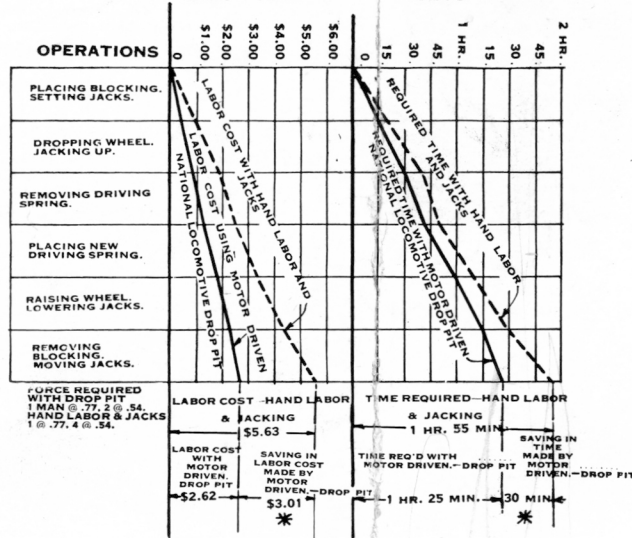 OPERATIONS
0
$1.00
$2.00
$3.00
$4.00
$5.00
$6.00
0
15
30.
45.
1 HR.
15
30.
45.
2 HR.
PLACING BLOCKING.
SETTING JACKS.
DROPPING WHEEL.
JACKING UP.
REMOVING DRIVING
SPRING.
PLACING NEW
DRIVING SPRING.
RAISING WHEEL.
LOWERING JACKS.
REMOVING
BLOCKING.
MOVING JACKS.
LABOR COST WITH HAND LABOR AND
JACKS
LABOR COST USING MOTOR DRIVEN
NATIONAL LOCOMOTIVE DROP PIT
REQUIRED TIME WITH HAND LABOR
AND JACKS
REQUIRED TIME WITH MOTOR DRIVEN
NATIONAL LOCOMOTIVE DROP PIT
FORCE REQUIRED
WITH DROP PIT
1 MAN @ .77, 2 @ .54.
HAND LABOR & JACKS
1 @ .77, 4 @ .54.
LABOR COST -HAND LABOR
& JACKING
$5.63
LABOR COST
WITH
MOTOR
DRIVEN.
DROP PIT
$2.62
SAVING IN
LABOR COST
MADE BY
MOTOR
DRIVEN.-DROP PIT
$3.01
*
TIME REQUIRED-HAND LABOR
& JACKING
1 HR. 55 MIN.
TIME REQ'D WITH
MOTOR DRIVEN.-DROP PIT
1 HR. 25 MIN.
SAVING IN
TIME
MADE BY
MOTOR
DRIVEN.-DROP PIT
30 MIN
*